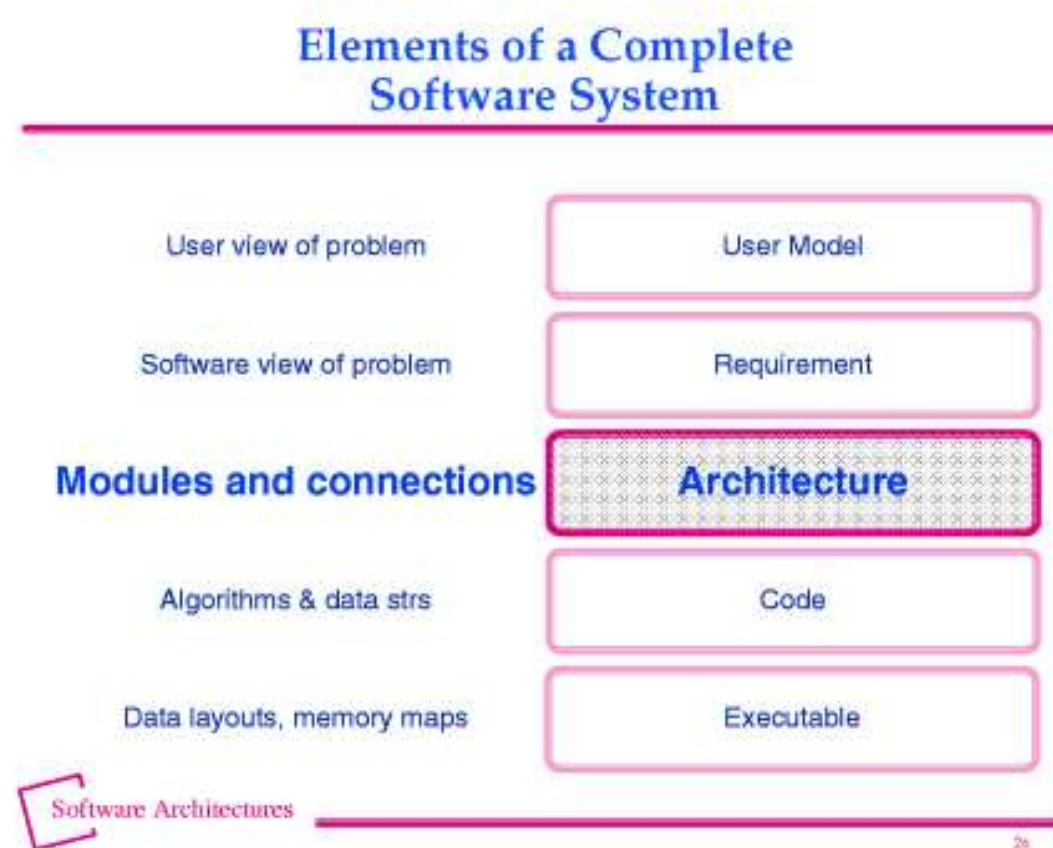 Elements of a Complete
Software System
User view of problem
User Model
Software view of problem
Requirement
Modules and connections
Architecture
Algorithms & data strs
Code
Data layouts, memory maps
Executable
Software Architectures
26